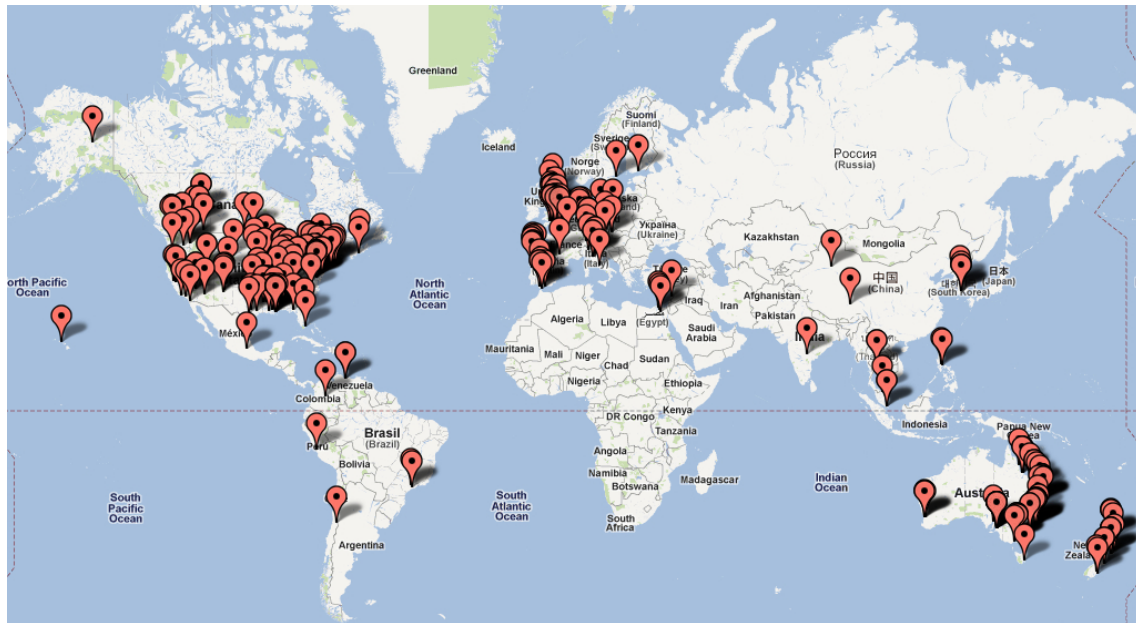 Greenland
Iceland
Suomi
(Finland)
Sverige
Norge
(Norway)
Россия
(Russia)
Україна
(Ukraine)
Kazakhstan
Mongolia
中国
(China)
日本
(Japan)
(South Korea)
North
Atlantic
Ocean
orth Pacific
Ocean
(Italy)
Iraq
Iran
Afghanistan
Pakistan
Algeria
Libya
(Egypt)
Saudi
Arabia
Mauritania
Mali
Niger
Chad
Sudan
Nigeria
Ethiopia
DR Congo
Kenya
Tanzania
Angola
Namibia
Botswana
Madagascar
South
Africa
Venezuela
Colombia
Brasil
(Brazil)
Bolivia
Argentina
South
Pacific
Ocean
South
Atlantic
Ocean
Indian
Ocean
Indonesia
Papua New